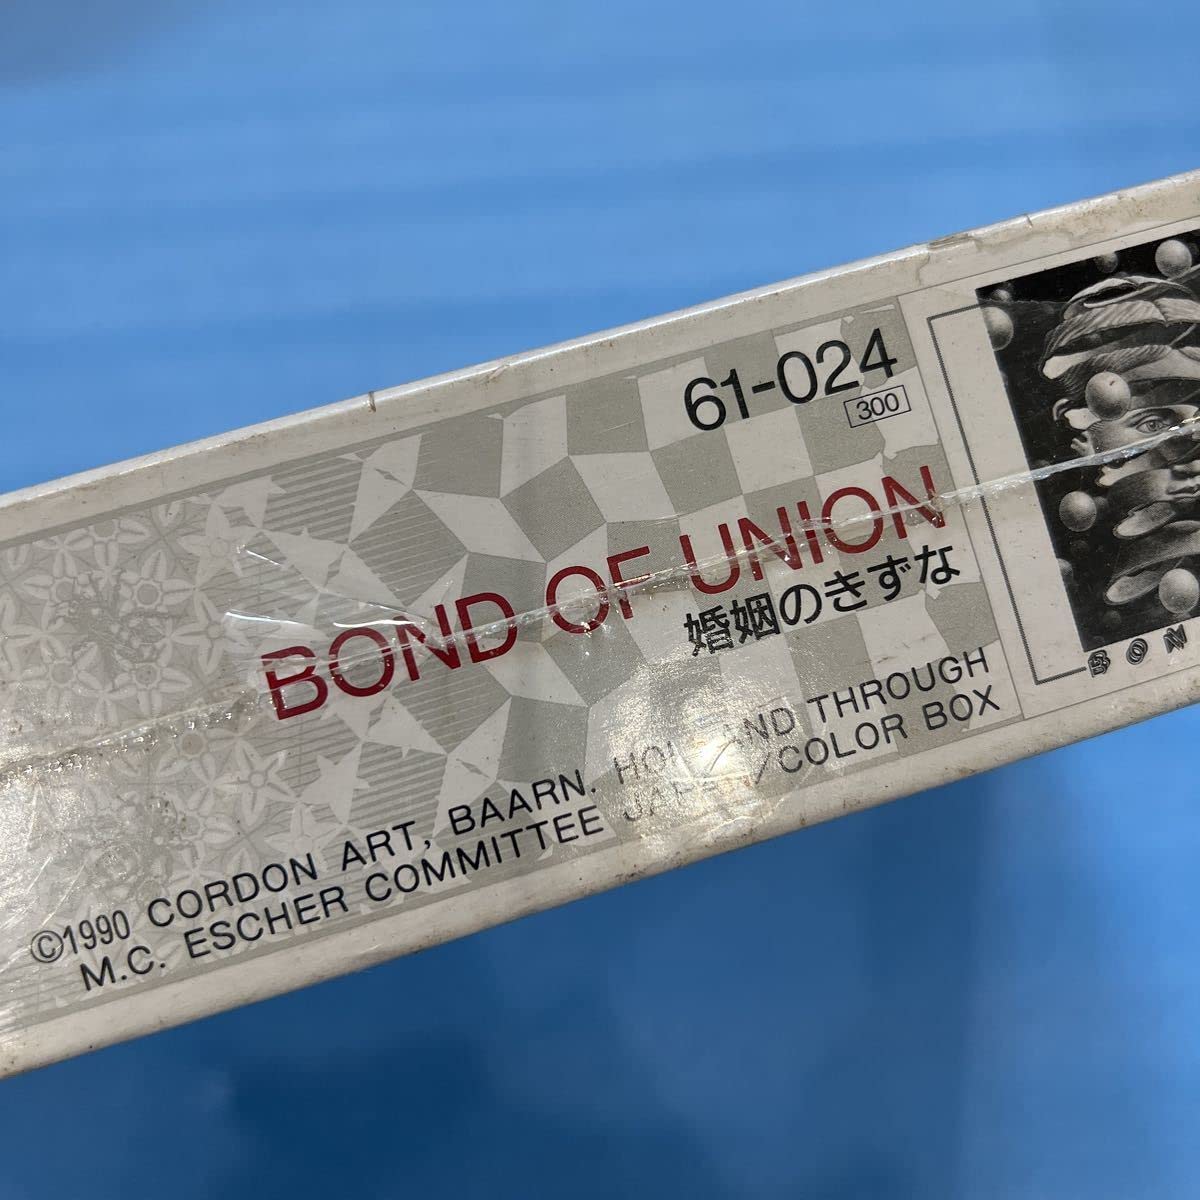 61-024
300
BOND OF UNION
婚姻のきずな
©1990 CORDON ART, BAARN. HOLLAND THROUGH
M.C. ESCHER COMMITTEE JAPAN/COLOR BOX
B O N